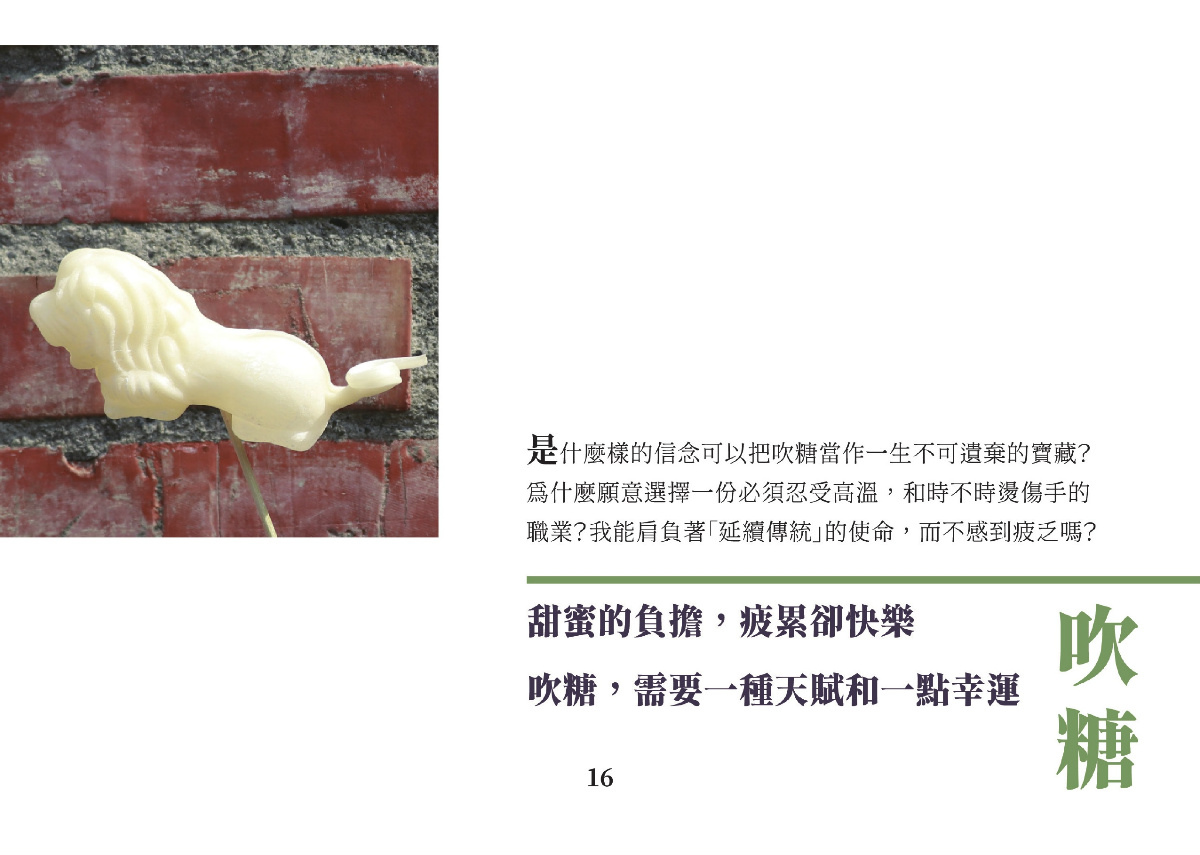 是什麼樣的信念可以把吹糖當作一生不可遺棄的寶藏？
爲什麼願意選擇一份必須忍受高溫，和時不時燙傷手的
職業？我能肩負著「延續傳統」的使命，而不感到疲乏嗎？
甜蜜的負擔，疲累卻快樂
吹糖，需要一種天賦和一點幸運
吹糖
16